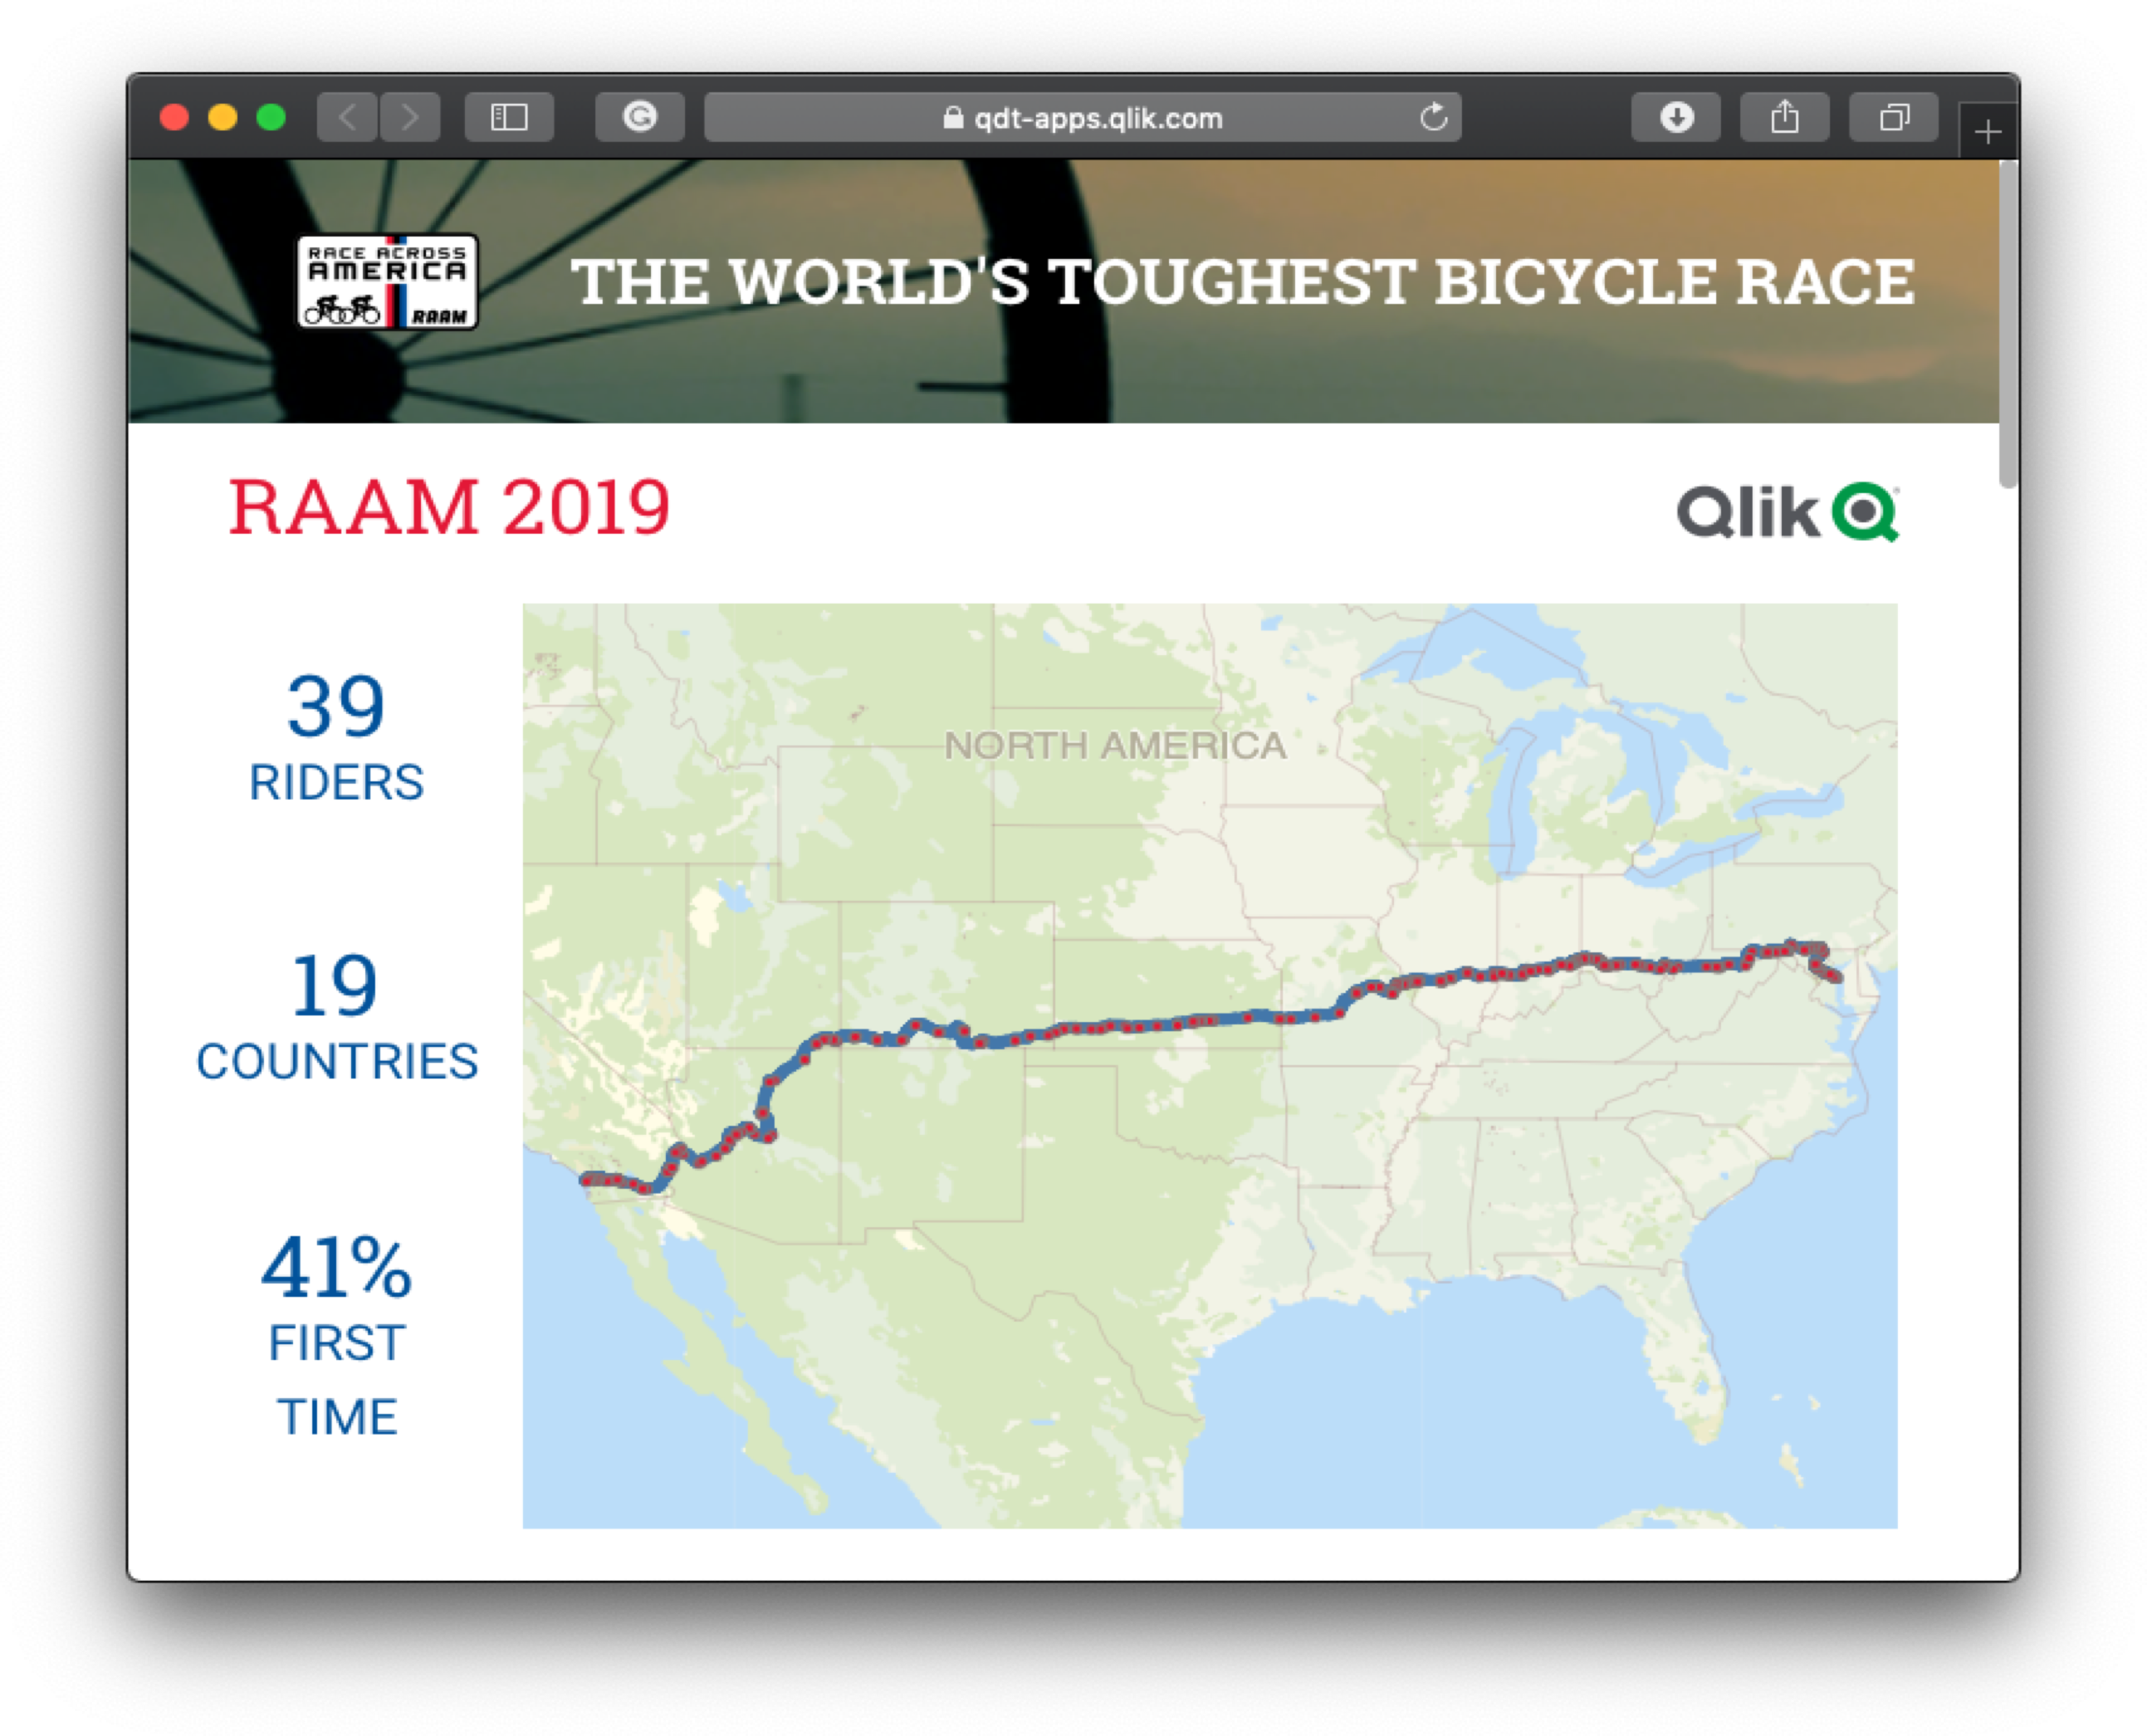 qdt-apps.qlik.com
RACE ACROSS
AMERICA
RAAM
THE WORLD'S TOUGHEST BICYCLE RACE
RAAM 2019
Qlik
39
RIDERS
19
COUNTRIES
41%
FIRST
TIME
NORTH AMERICA